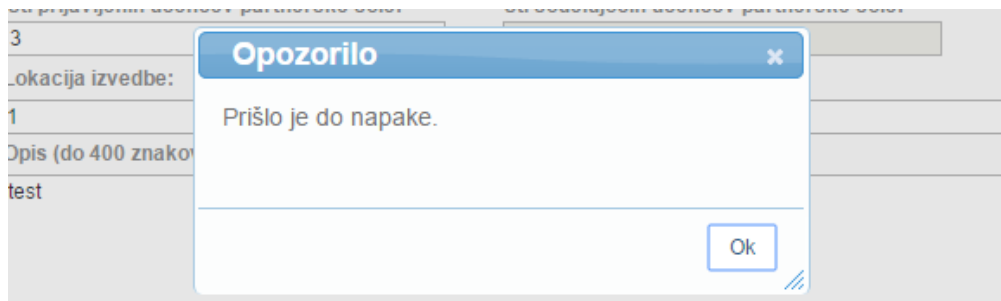 Opozorilo
3
Lokacija izvedbe:
Prišlo je do napake.
1
Opis (do 400 znakov
test
Ok